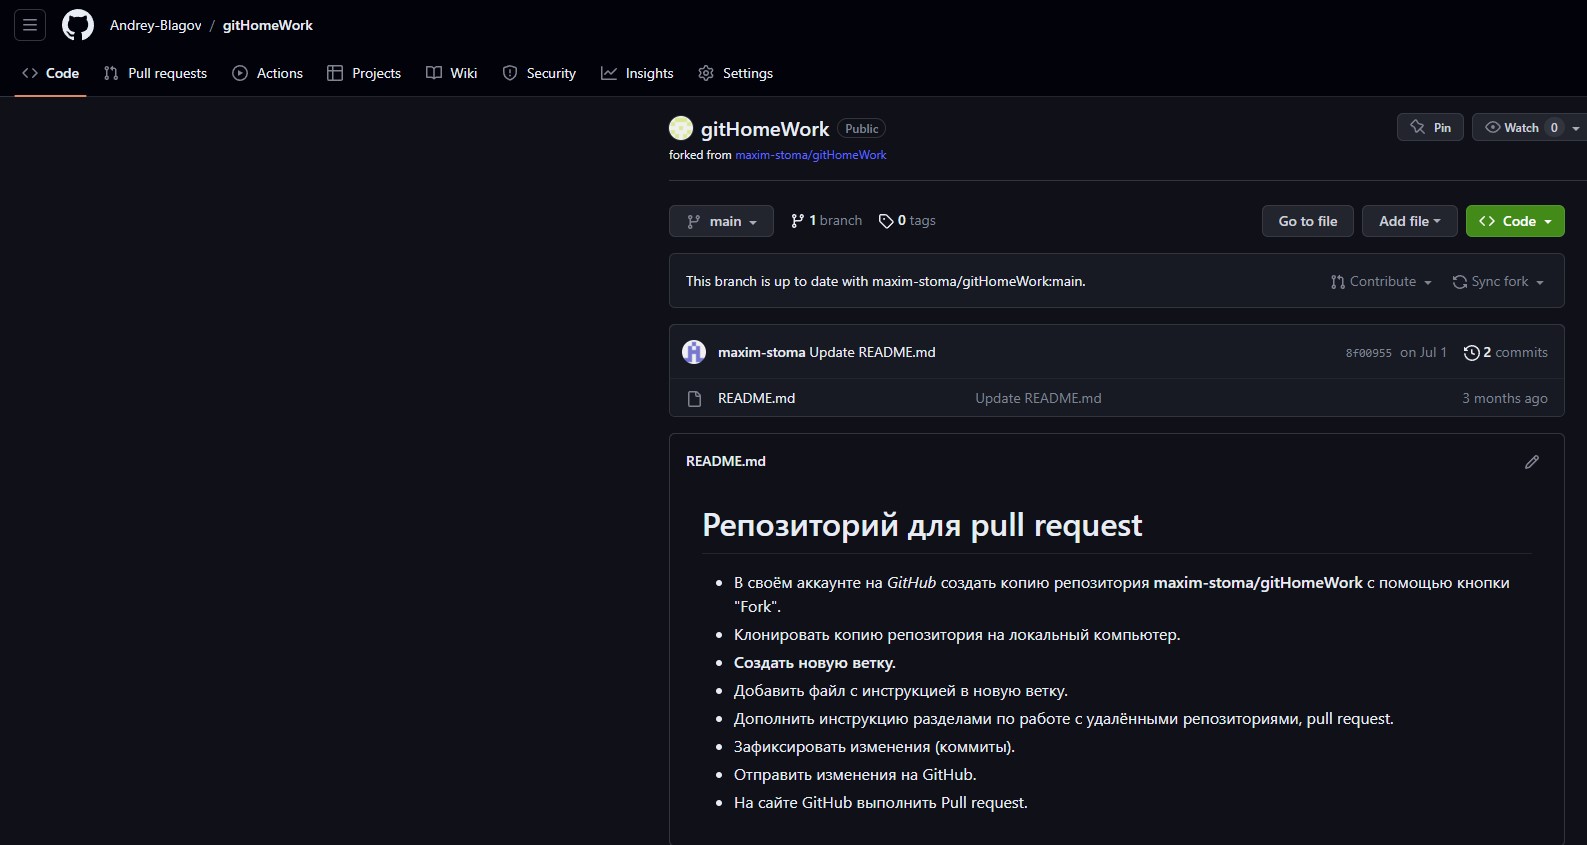 Andrey-Blagov / gitHomeWork
Code Pull requests Actions Projects Wiki Security Insights Settings
gitHomeWork Public Pin Watch 0
forked from maxim-stoma/gitHomeWork
main 1 branch 0 tags Go to file Add file Code
This branch is up to date with maxim-stoma/gitHomeWork:main. Contribute Sync fork
maxim-stoma Update README.md 8f00955 on Jul 1 2 commits
README.md Update README.md 3 months ago
README.md
Репозиторий для pull request
• В своём аккаунте на GitHub создать копию репозитория maxim-stoma/gitHomeWork с помощью кнопки
"Fork".
• Клонировать копию репозитория на локальный компьютер.
• Создать новую ветку.
• Добавить файл с инструкцией в новую ветку.
• Дополнить инструкцию разделами по работе с удалёнными репозиториями, pull request.
• Зафиксировать изменения (коммиты).
• Отправить изменения на GitHub.
• На сайте GitHub выполнить Pull request.